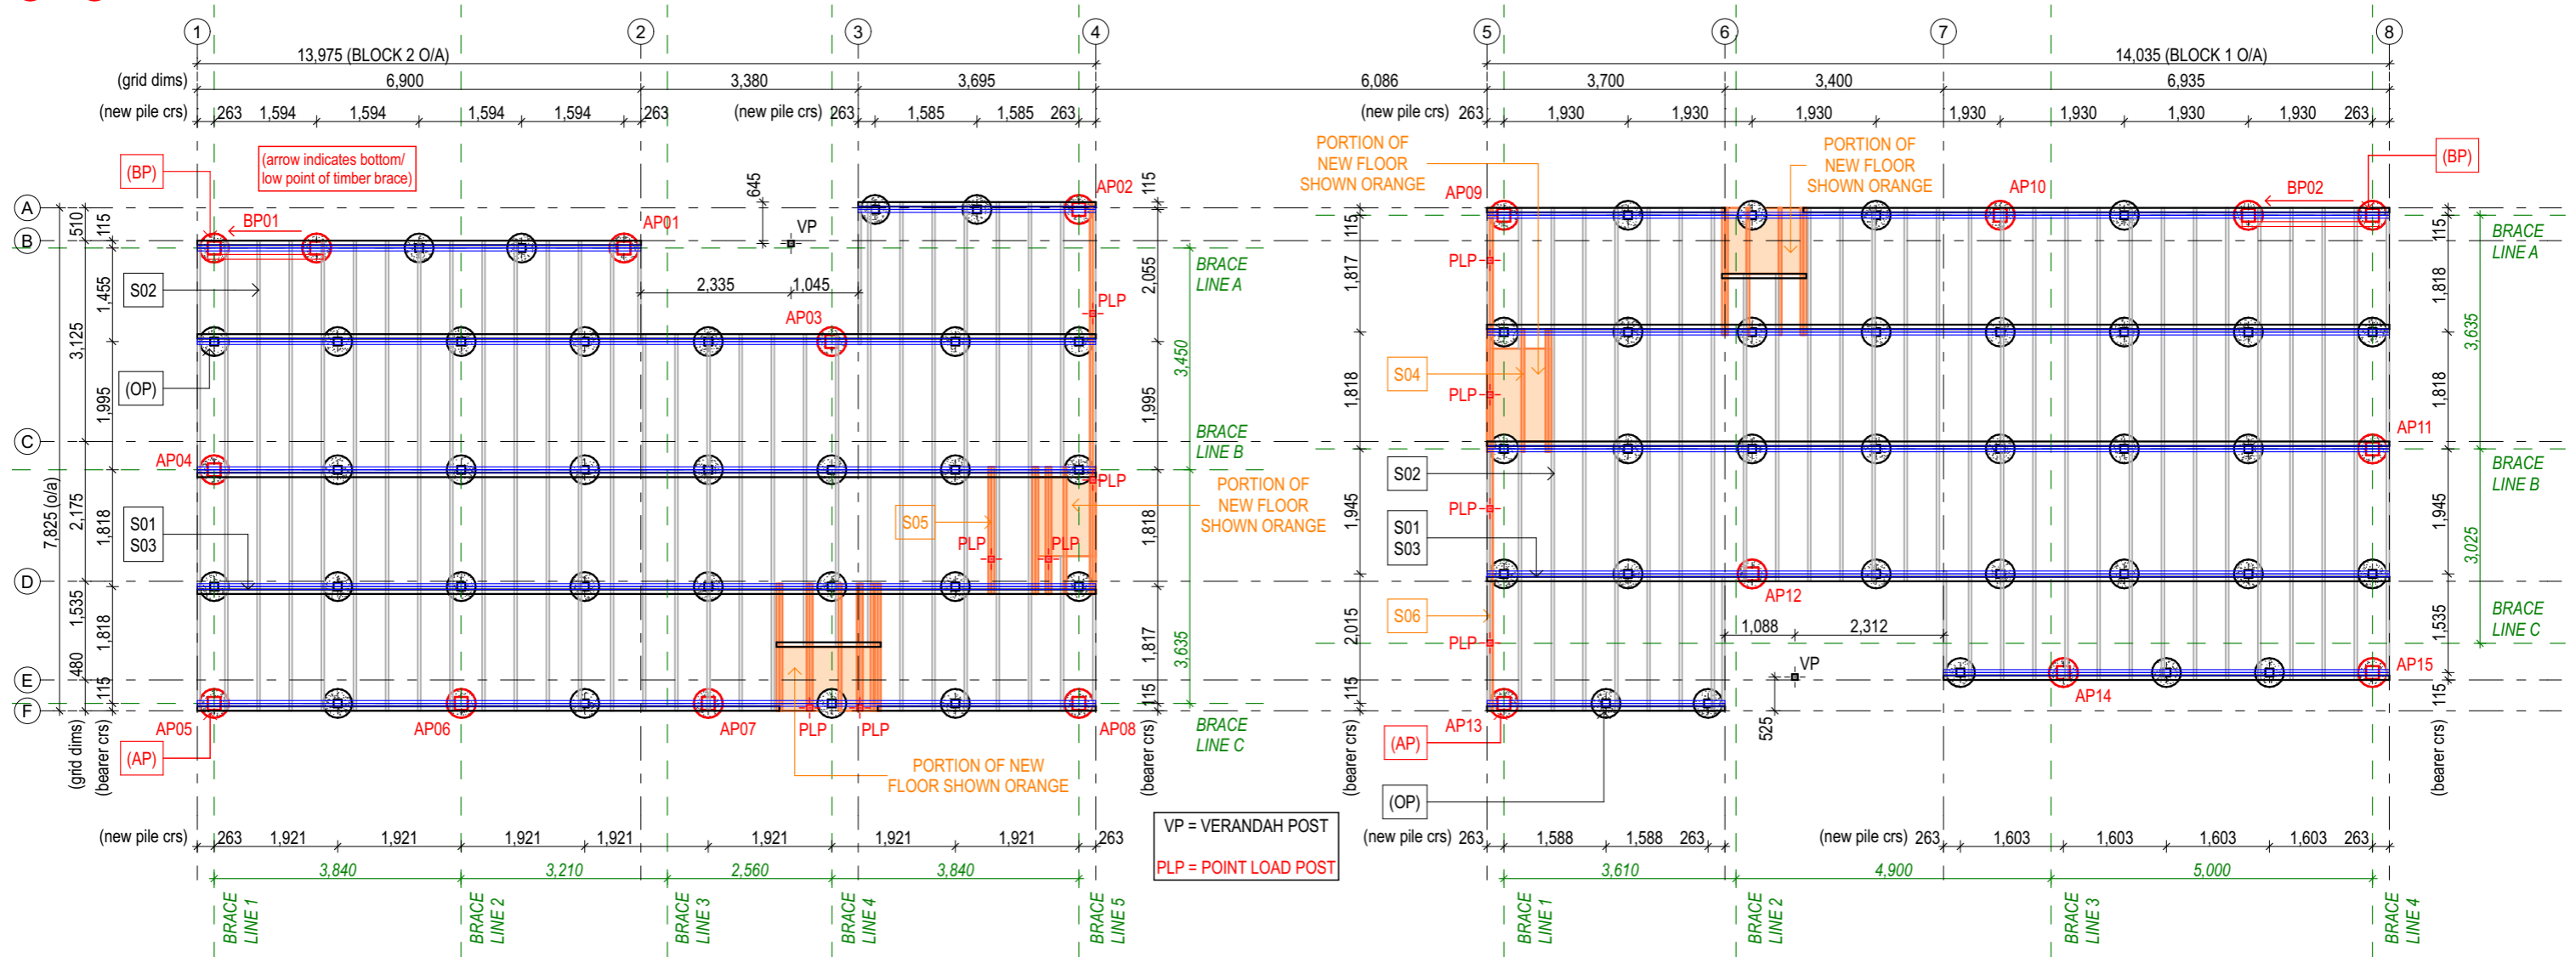 1
2
3
4
5
6
7
8
13,975 (BLOCK 2 O/A)
14,035 (BLOCK 1 O/A)
(grid dims)
6,900
3,380
3,695
6,086
3,700
3,400
6,935
(new pile crs)
263
1,594
1,594
1,594
1,594
263
(new pile crs)
263
1,585
1,585
263
(new pile crs)
263
1,930
1,930
1,930
1,930
1,930
1,930
1,930
263
(BP)
(arrow indicates bottom/
low point of timber brace)
BP01
AP01
AP02
645
VP
115
PORTION OF
NEW FLOOR
SHOWN ORANGE
PORTION OF
NEW FLOOR
SHOWN ORANGE
AP09
AP10
BP02
(BP)
A
B
C
D
E
F
510
115
1,455
3,125
1,995
2,175
1,818
7,825 (o/a)
1,535
1,818
480
115
S02
(OP)
AP04
S01
S03
AP05
(AP)
(grid dims)
(bearer crs)
2,335
1,045
AP03
PLP
2,055
1,995
1,818
1,817
115
(bearer crs)
BRACE
LINE A
3,450
BRACE
LINE B
3,635
BRACE
LINE C
PLP
PORTION OF
NEW FLOOR
SHOWN ORANGE
S05
PLP
PLP
AP06
AP07
PLP
PLP
AP08
PORTION OF NEW
FLOOR SHOWN ORANGE
115
1,817
1,818
1,945
2,015
115
(bearer crs)
PLP
S04
PLP
S02
PLP
S01
S03
S06
PLP
AP13
(AP)
(OP)
AP12
1,088
2,312
VP
525
AP14
AP15
AP11
115
1,818
1,818
1,945
1,535
115
(bearer crs)
BRACE
LINE A
3,635
BRACE
LINE B
3,025
BRACE
LINE C
VP = VERANDAH POST
PLP = POINT LOAD POST
(new pile crs)
263
1,921
1,921
1,921
1,921
1,921
1,921
1,921
263
(new pile crs)
263
1,588
1,588
263
(new pile crs)
263
1,603
1,603
1,603
1,603
263
3,840
3,210
2,560
3,840
3,610
4,900
5,000
BRACE
LINE 1
BRACE
LINE 2
BRACE
LINE 3
BRACE
LINE 4
BRACE
LINE 5
BRACE
LINE 1
BRACE
LINE 2
BRACE
LINE 3
BRACE
LINE 4